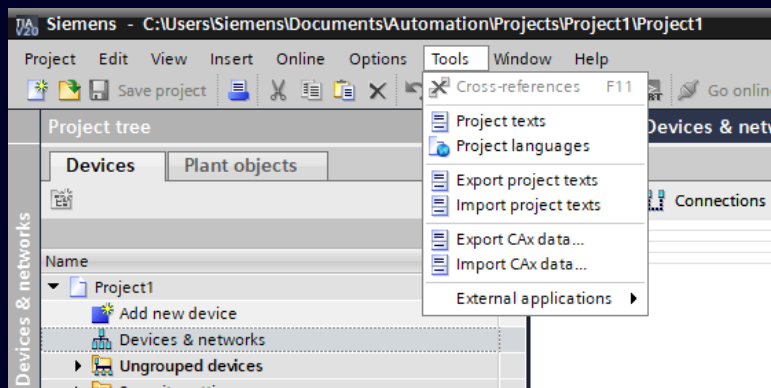 TIA V20 Siemens - C:\Users\Siemens\Documents\Automation\Projects\Project1\Project1
Project Edit View Insert Online Options Tools Window Help
Save project Go online
Cross-references F11
Project texts
Project languages
Export project texts
Import project texts
Export CAx data...
Import CAx data...
External applications
Project tree
Devices & net
Devices Plant objects
Connections
Devices & networks
Name
Project1
Add new device
Devices & networks
Ungrouped devices